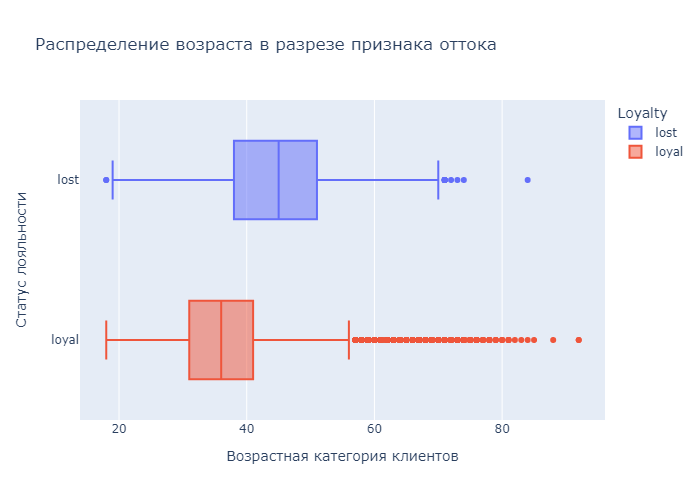 Распределение возраста в разрезе признака оттока
Loyalty
lost
loyal
Статус лояльности
lost
loyal
20
40
60
80
Возрастная категория клиентов